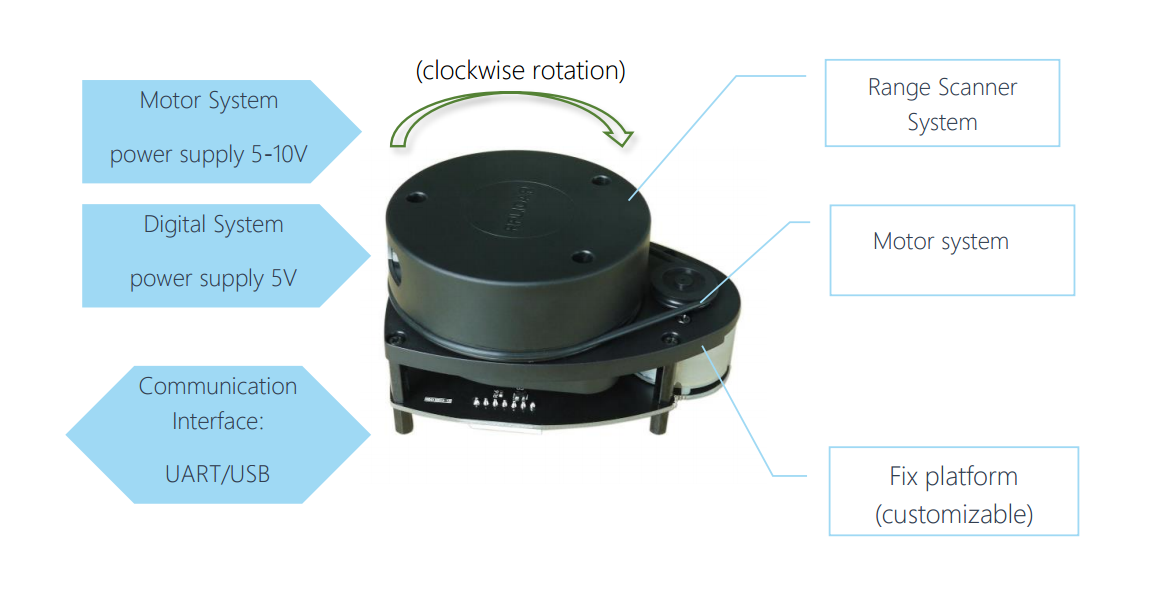 (clockwise rotation)
Motor System
power supply 5-10V
Digital System
power supply 5V
Communication
Interface:
UART/USB
RPLIDAR
Range Scanner
System
Motor system
Fix platform
(customizable)